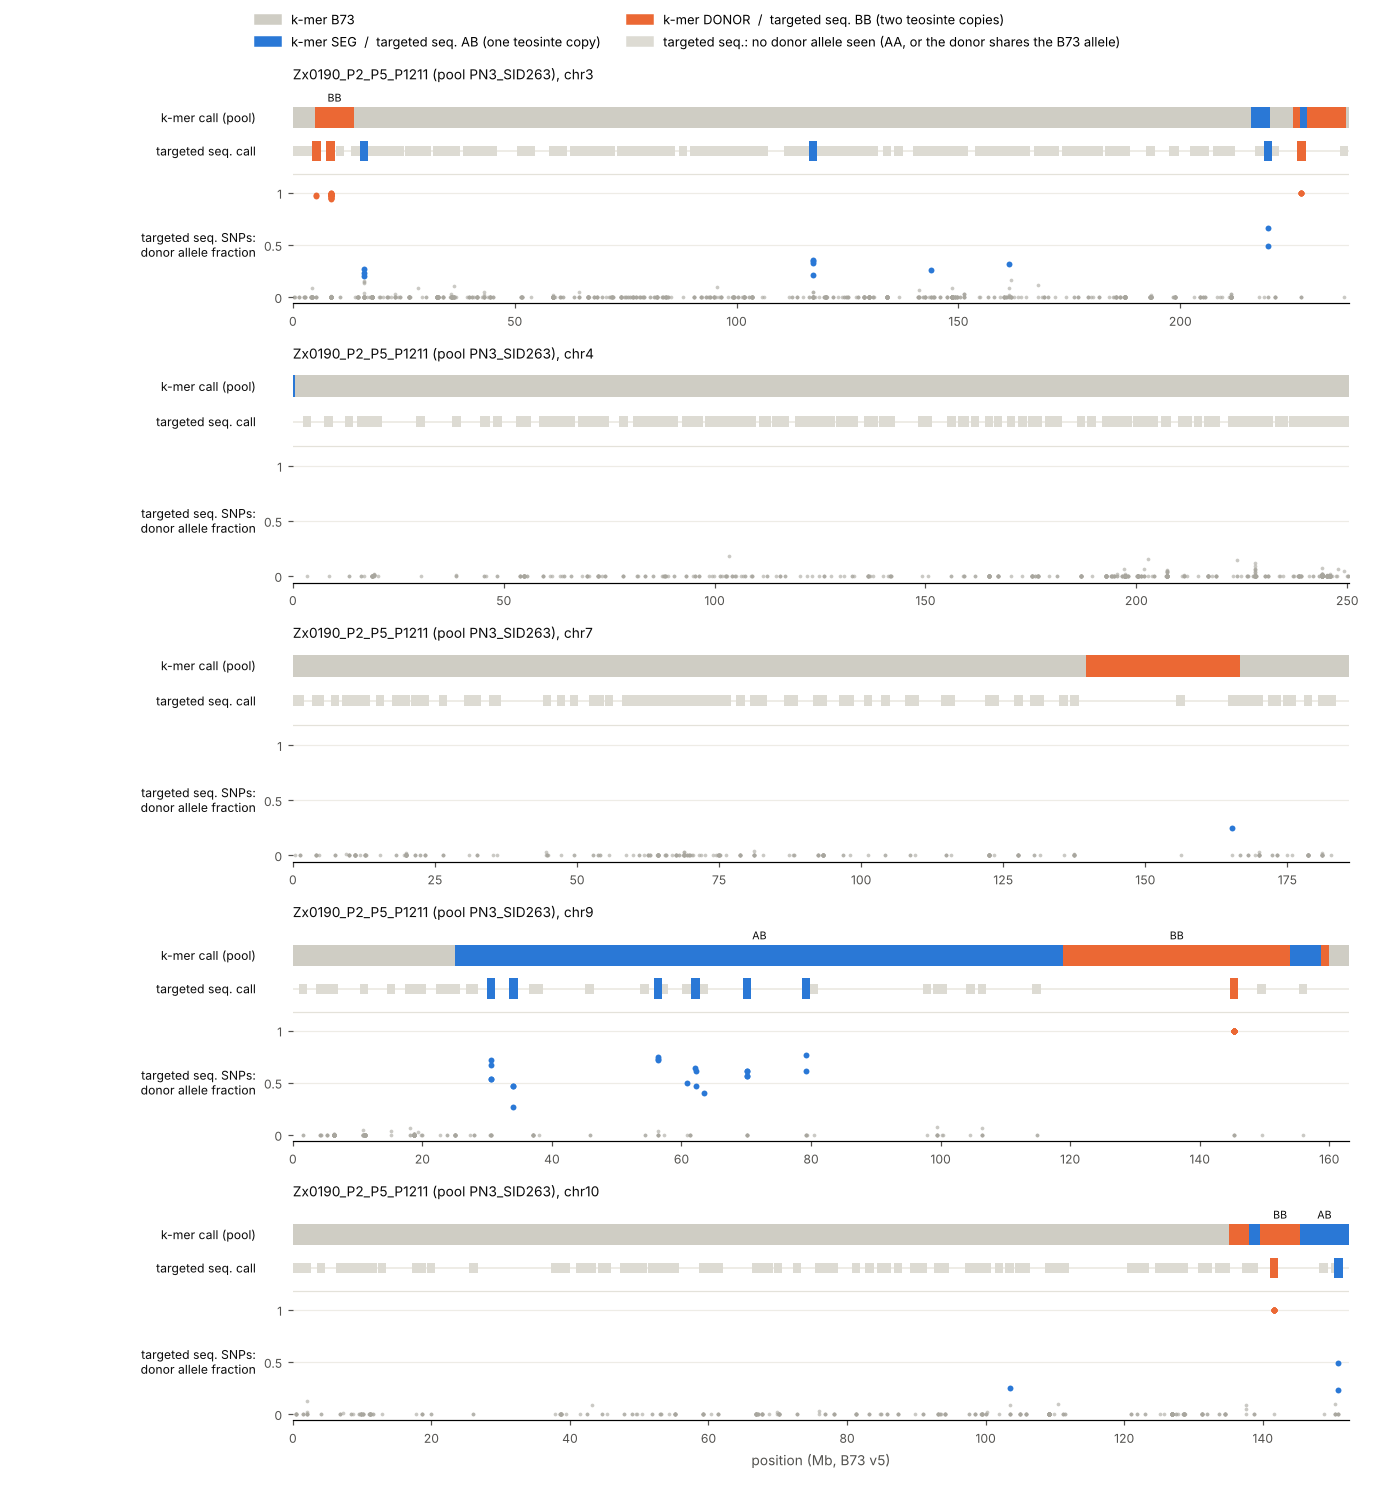 k-mer B73
k-mer DONOR / targeted seq. BB (two teosinte copies)
k-mer SEG / targeted seq. AB (one teosinte copy)
targeted seq.: no donor allele seen (AA, or the donor shares the B73 allele)
Zx0190_P2_P5_P1211 (pool PN3_SID263), chr3
BB
k-mer call (pool)
targeted seq. call
1
targeted seq. SNPs:
donor allele fraction
0.5
0
0 50 100 150 200
Zx0190_P2_P5_P1211 (pool PN3_SID263), chr4
k-mer call (pool)
targeted seq. call
1
targeted seq. SNPs:
donor allele fraction
0.5
0
0 50 100 150 200 250
Zx0190_P2_P5_P1211 (pool PN3_SID263), chr7
k-mer call (pool)
targeted seq. call
1
targeted seq. SNPs:
donor allele fraction
0.5
0
0 25 50 75 100 125 150 175
Zx0190_P2_P5_P1211 (pool PN3_SID263), chr9
AB BB
k-mer call (pool)
targeted seq. call
1
targeted seq. SNPs:
donor allele fraction
0.5
0
0 20 40 60 80 100 120 140 160
Zx0190_P2_P5_P1211 (pool PN3_SID263), chr10
BB AB
k-mer call (pool)
targeted seq. call
1
targeted seq. SNPs:
donor allele fraction
0.5
0
0 20 40 60 80 100 120 140
position (Mb, B73 v5)